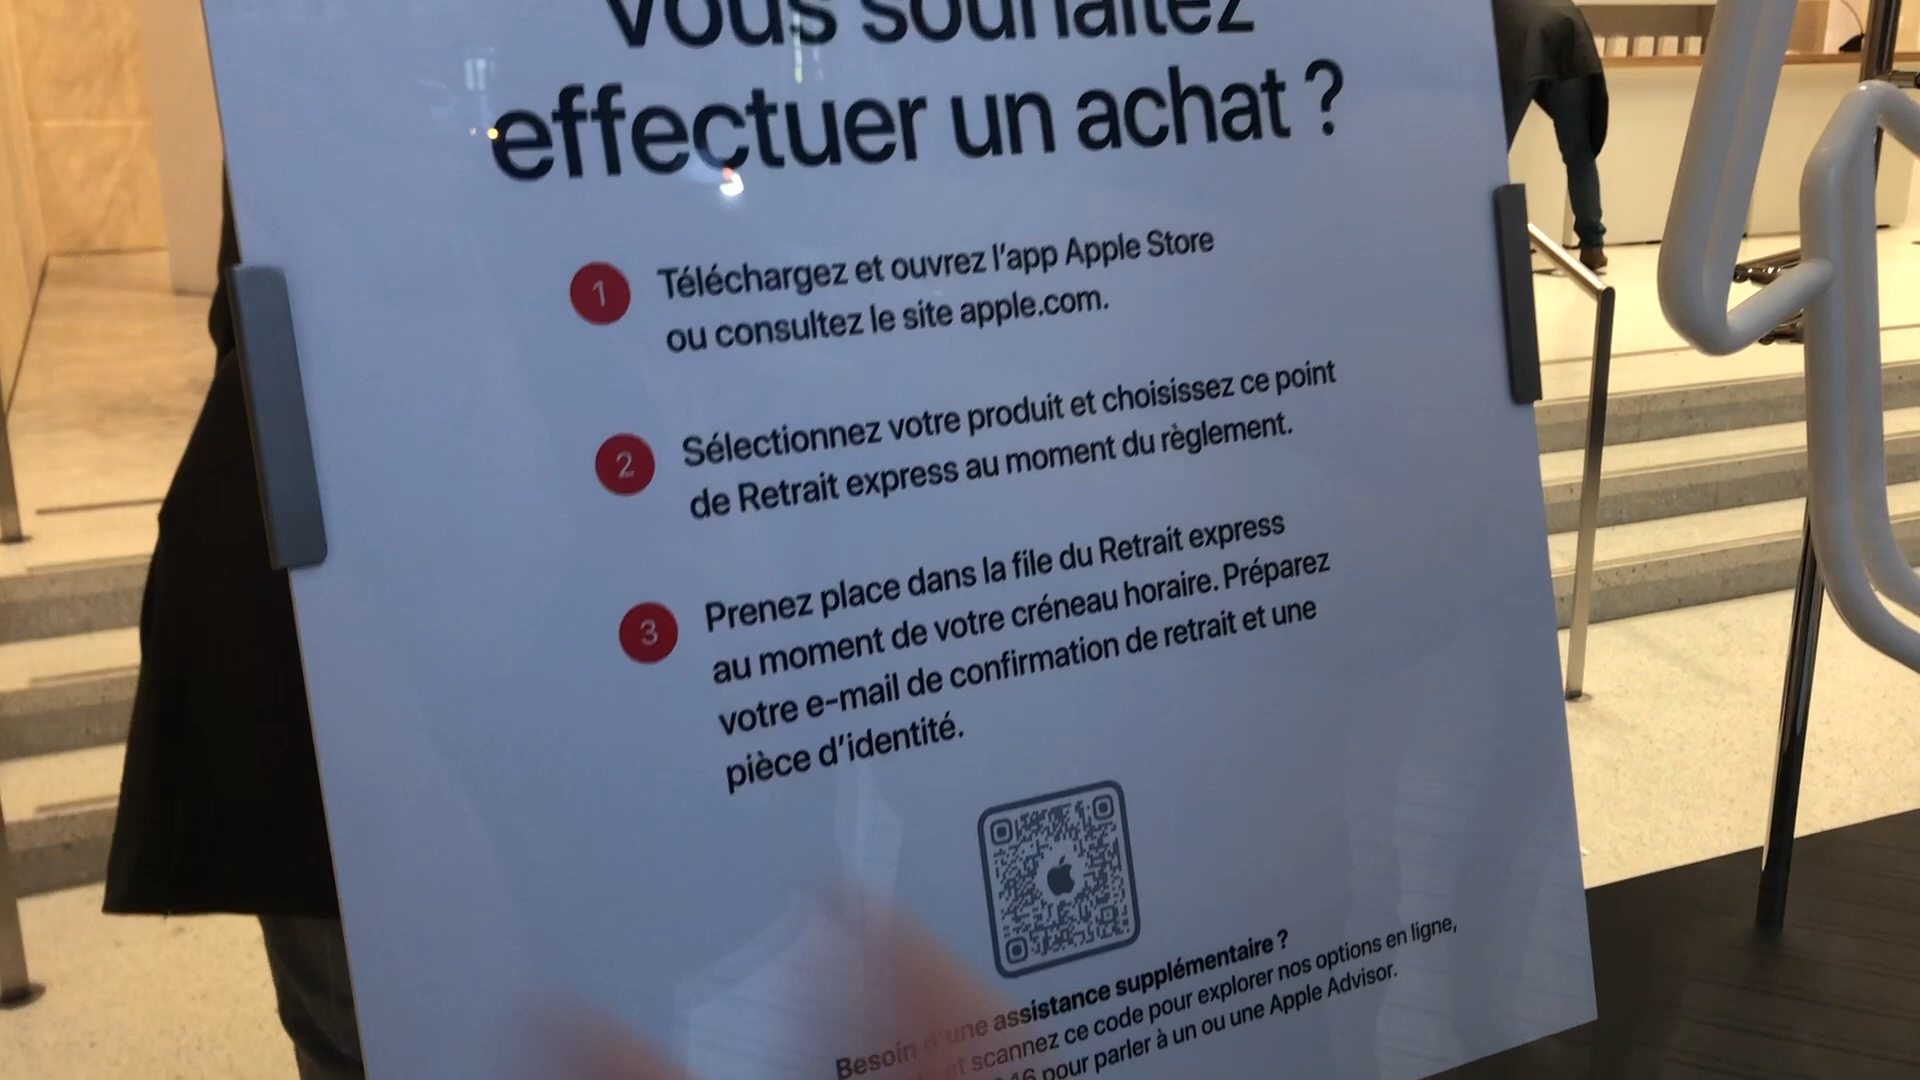 Vous souhaitez
effectuer un achat ?
1 Téléchargez et ouvrez l'app Apple Store
ou consultez le site apple.com.
2 Sélectionnez votre produit et choisissez ce point
de Retrait express au moment du règlement.
3 Prenez place dans la file du Retrait express
au moment de votre créneau horaire. Préparez
votre e-mail de confirmation de retrait et une
pièce d'identité.
Besoin d'une assistance supplémentaire ?
et scannez ce code pour explorer nos options en ligne,
pour parler à un ou une Apple Advisor.